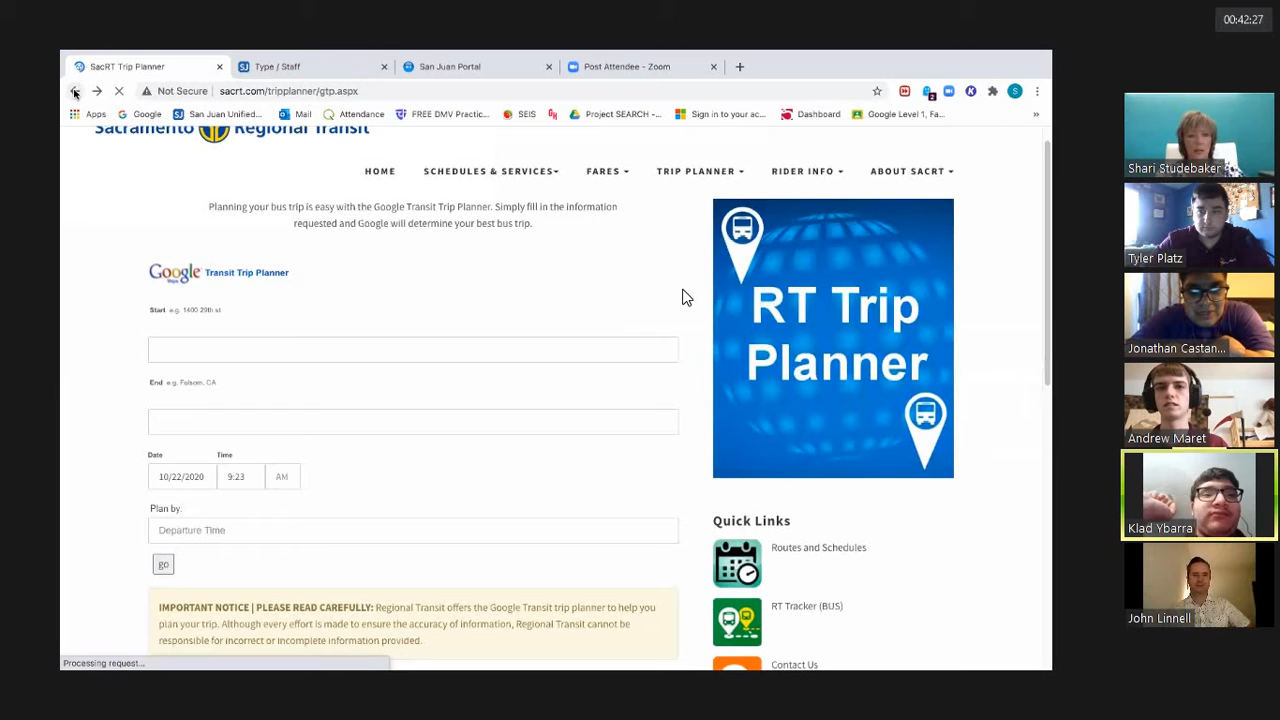 00:42:27
SacRT Trip Planner
Type / Staff
San Juan Portal
Post Attendee - Zoom
Not Secure
sacrt.com/tripplanner/gtp.aspx
S
Apps
Google
San Juan Unified...
Mail
Attendance
FREE DMV Practic...
SEIS
Project SEARCH -...
Sign in to your ac...
Dashboard
Google Level 1, Fa...
Sacramento Regional Transit
HOME
SCHEDULES & SERVICES
FARES
TRIP PLANNER
RIDER INFO
ABOUT SACRT
Planning your bus trip is easy with the Google Transit Trip Planner. Simply fill in the information
requested and Google will determine your best bus trip.
Google Maps Transit Trip Planner
Start e.g. 1400 29th st
End e.g. Folsom, CA
Date
Time
10/22/2020
9:23
AM
Plan by.
Departure Time
go
IMPORTANT NOTICE | PLEASE READ CAREFULLY: Regional Transit offers the Google Transit trip planner to help you
plan your trip. Although every effort is made to ensure the accuracy of information, Regional Transit cannot be
responsible for incorrect or incomplete information provided.
Processing request...
RT Trip
Planner
Quick Links
Routes and Schedules
RT Tracker (BUS)
Contact Us
Shari Studebaker
Tyler Platz
Jonathan Castan...
Andrew Maret
Klad Ybarra
John Linnell